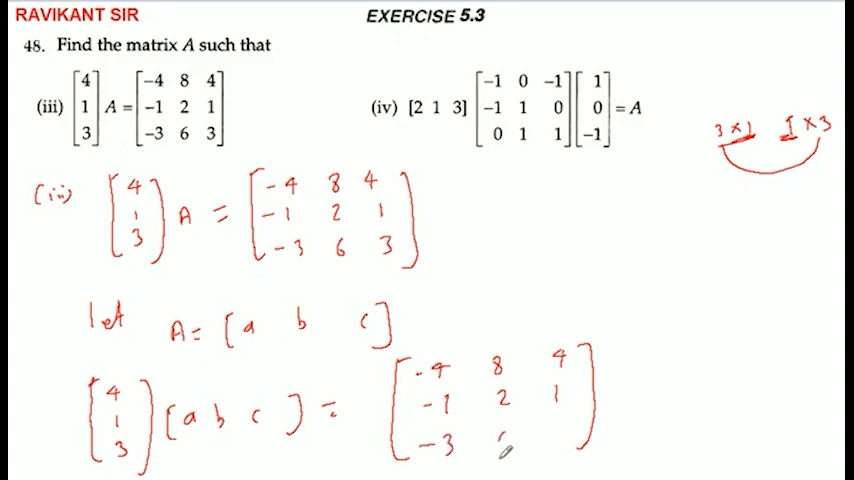 RAVIKANT SIR EXERCISE 5.3
48. Find the matrix A such that
(iii) [4 1 3] A = [-4 8 4 -1 2 1 -3 6 3] (iv) [2 1 3] [-1 0 -1 -1 1 0 0 1 1] [1 0 -1] = A
3 × 1 1 × 3
(iii) [4 1 3] A = [-4 8 4 -1 2 1 -3 6 3]
let A = [a b c]
[4 1 3] [a b c] = [-4 8 4 -1 2 1 -3]